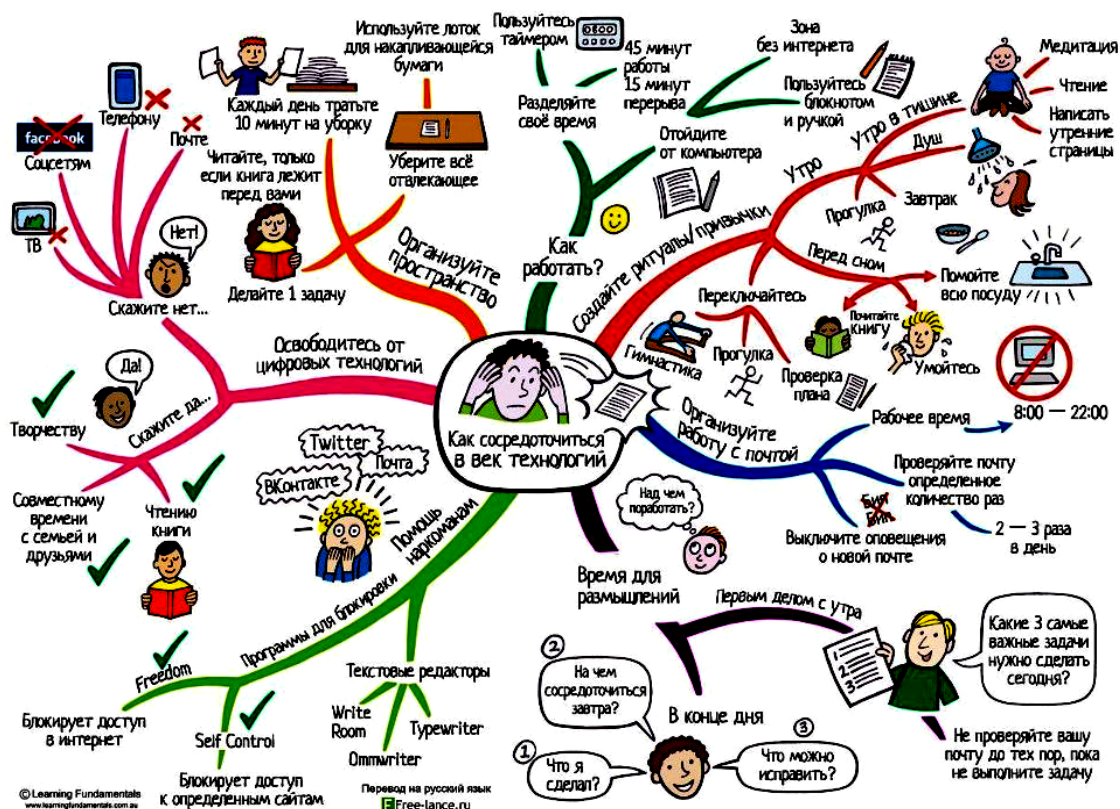 Как сосредоточиться
в век технологий
Организуйте
пространство
Каждый день тратьте
10 минут на уборку
Используйте лоток
для накапливающейся
бумаги
Уберите всё
отвлекающее
Читайте, только
если книга лежит
перед вами
Делайте 1 задачу
Как
работать?
Разделяйте
своё время
Пользуйтесь
таймером
45 минут
работы
15 минут
перерыва
Отойдите
от компьютера
Зона
без интернета
Пользуйтесь
блокнотом
и ручкой
Создайте ритуалы/привычки
Утро
Утро в тишине
Медитация
Чтение
Написать
утренние
страницы
Душ
Завтрак
Прогулка
Перед сном
Помойте
всю посуду
Почитайте
книгу
Умойтесь
Переключайтесь
Гимнастика
Прогулка
Проверка
плана
Организуйте
работу с почтой
Рабочее время
8:00 — 22:00
Проверяйте почту
определенное
количество раз
2 — 3 раза
в день
Выключите оповещения
о новой почте
Бип
Бип
Время для
размышлений
Над чем
поработать?
Первым делом с утра
1
2
3
Какие 3 самые
важные задачи
нужно сделать
сегодня?
Не проверяйте вашу
почту до тех пор, пока
не выполните задачу
В конце дня
1
Что я
сделал?
2
На чем
сосредоточиться
завтра?
3
Что можно
исправить?
Помощь
наркоманам
Twitter
Почта
ВКонтакте
Программы для блокировки
Freedom
Блокирует доступ
в интернет
Self Control
Блокирует доступ
к определенным сайтам
Текстовые редакторы
Write
Room
Ommwriter
Typewriter
Освободитесь от
цифровых технологий
Скажите нет...
Нет!
ТВ
facebook
Соцсетям
Телефону
Почте
Скажите да...
Да!
Творчеству
Совместному
времени
с семьей и
друзьями
Чтению
книги
© Learning Fundamentals
www.learningfundamentals.com.au
Перевод на русский язык
Free-lance.ru